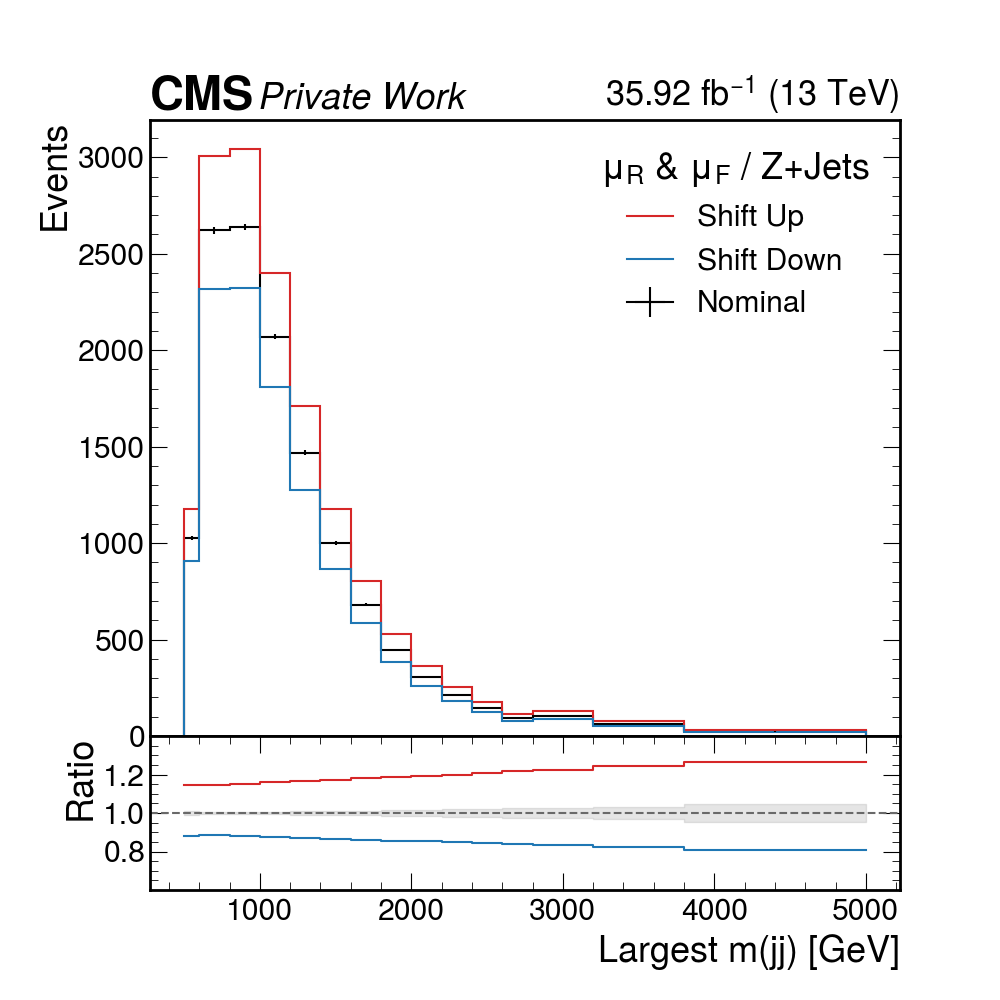 CMS Private Work 35.92 fb⁻¹ (13 TeV)
Events
3000
2500
2000
1500
1000
500
0
μR & μF / Z+Jets
Shift Up
Shift Down
Nominal
Ratio
1.2
1.0
0.8
1000 2000 3000 4000 5000
Largest m(jj) [GeV]